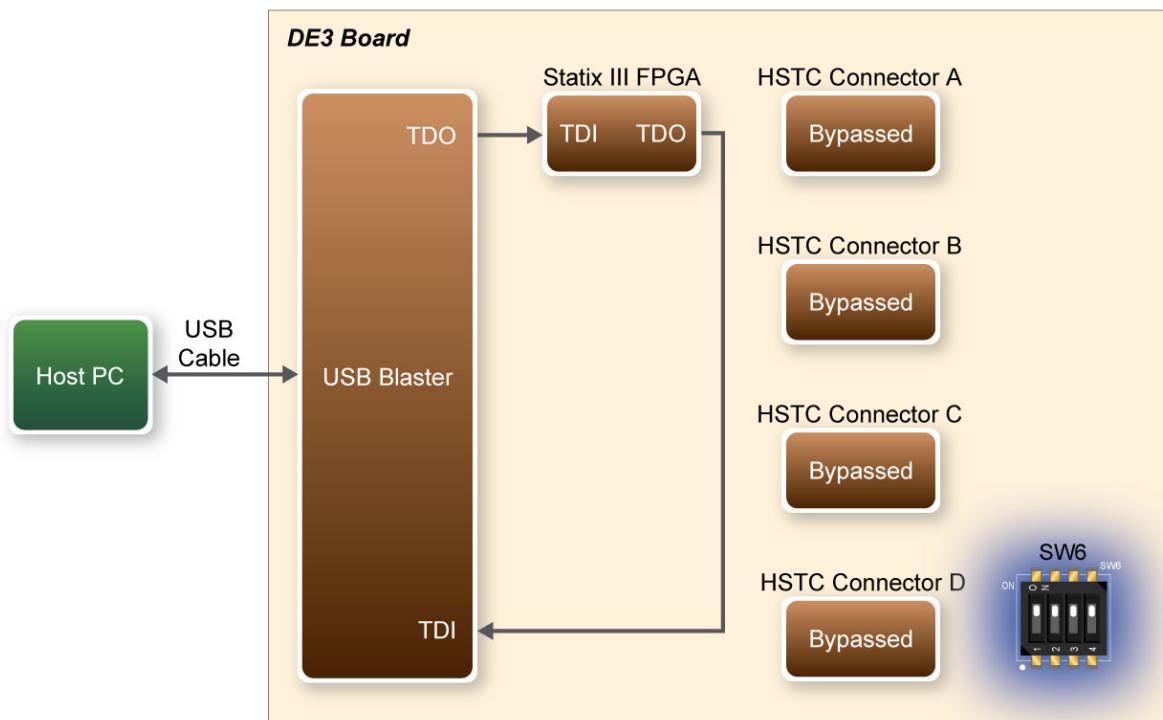 DE3 Board
Statix III FPGA
HSTC Connector A
TDO
TDI
TDO
Bypassed
HSTC Connector B
Bypassed
Host PC
USB
Cable
USB Blaster
HSTC Connector C
Bypassed
SW6
SW6
ON
O
N
1
2
3
4
HSTC Connector D
Bypassed
TDI